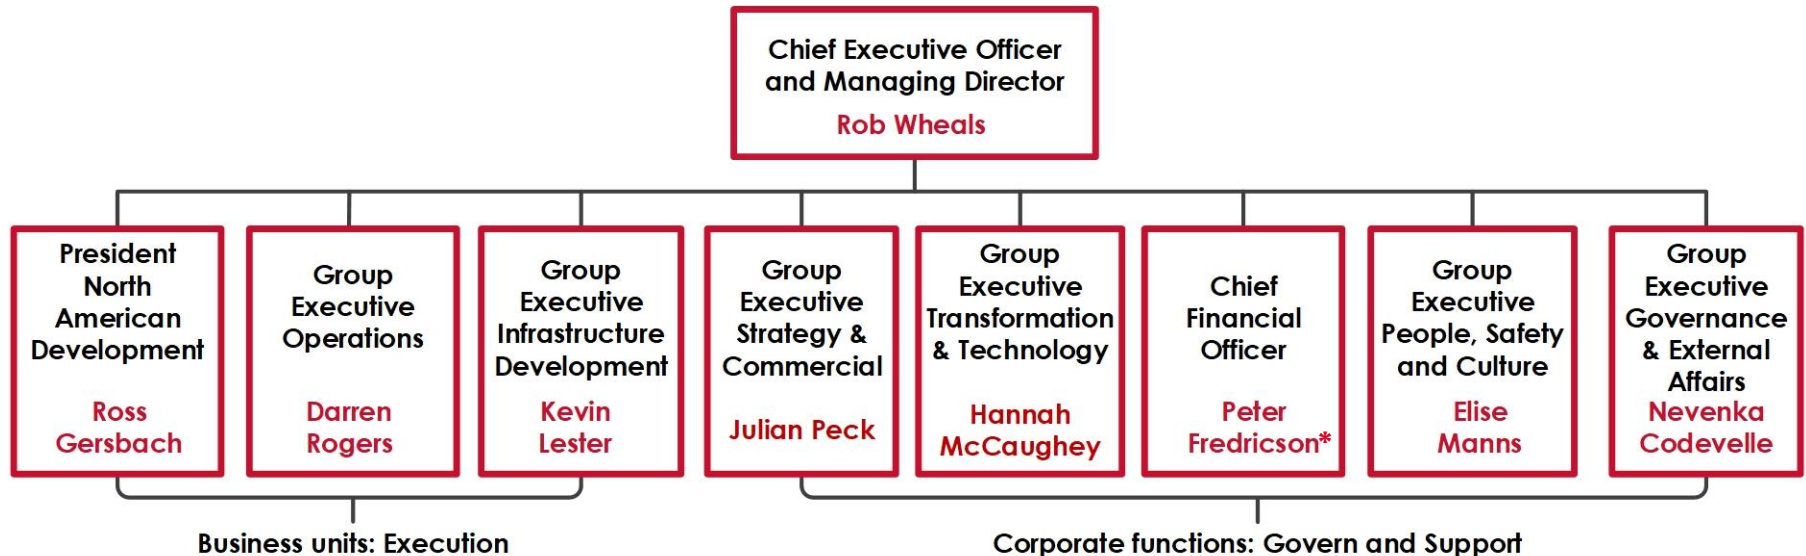 Chief Executive Officer
and Managing Director
Rob Wheals
President
North
American
Development
Ross
Gersbach
Group
Executive
Operations
Darren
Rogers
Group
Executive
Infrastructure
Development
Kevin
Lester
Group
Executive
Strategy &
Commercial
Julian Peck
Group
Executive
Transformation
& Technology
Hannah
McCaughey
Chief
Financial
Officer
Peter
Fredricson*
Group
Executive
People, Safety
and Culture
Elise
Manns
Group
Executive
Governance
& External
Affairs
Nevenka
Codevelle
Business units: Execution
Corporate functions: Govern and Support